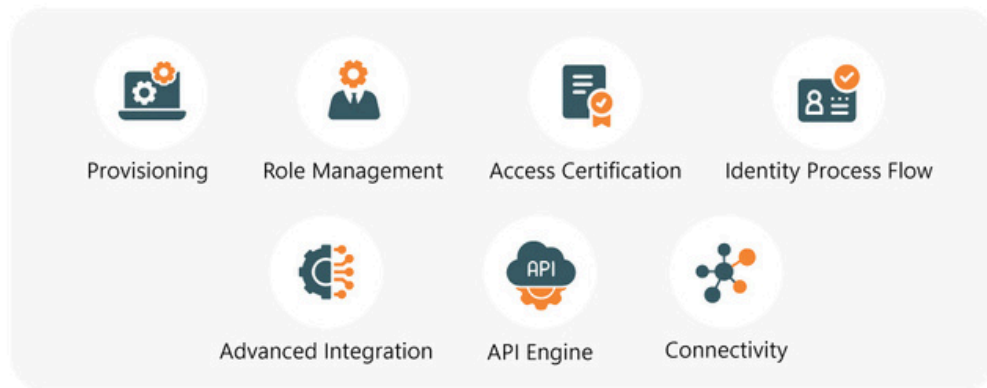 Provisioning
Role Management
Access Certification
Identity Process Flow
API
Advanced Integration
API Engine
Connectivity